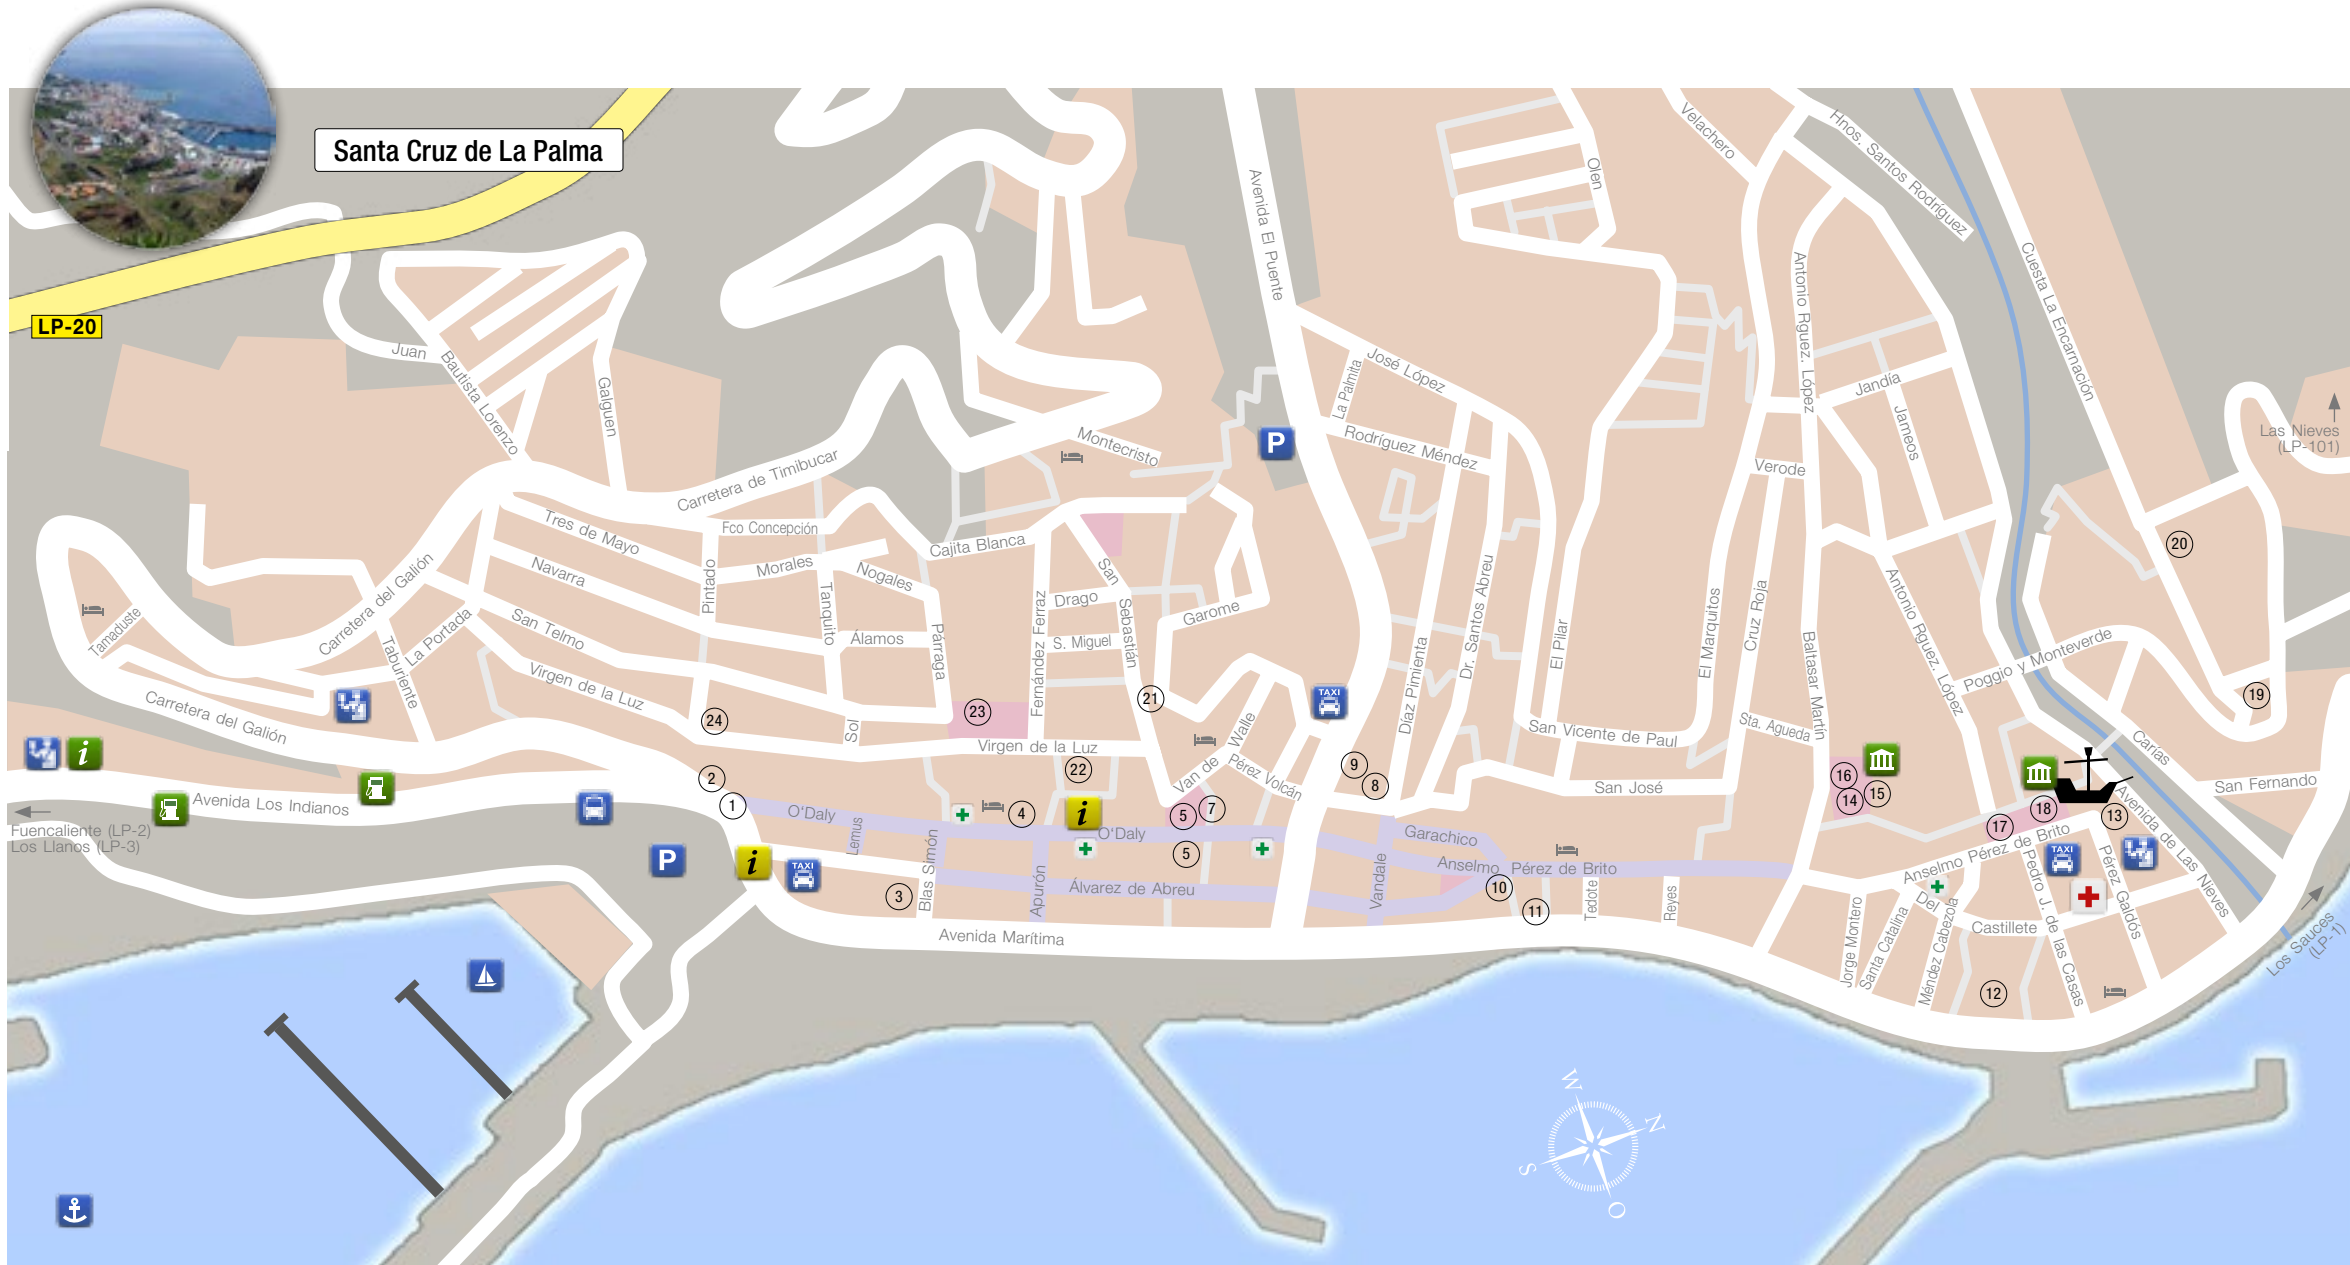 Santa Cruz de La Palma
LP-20
Juan
Bautista Lorenzo
Galguen
Carretera de Timibucar
Montecristo
Avenida El Puente
Olen
Velachero
Hnos. Santos Rodríguez
Cuesta La Encarnación
Las Nieves
(LP-101)
José López
La Palmita
Rodríguez Méndez
Antonio Rguez. López
Jandía
Jameos
Verode
Tres de Mayo
Fco Concepción
Navarra
Morales
Pintado
Tanquito
Nogales
Cajita Blanca
Drago
S. Miguel
San
Sebastián
Garome
Fernández Ferraz
Álamos
Párraga
San Telmo
Virgen de la Luz
Carretera del Galión
Tamaduste
La Portada
Taburiente
Carretera del Galión
Díaz Pimienta
Dr. Santos Abreu
El Pilar
El Marquitos
Cruz Roja
Baltasar Martín
Antonio Rguez. López
Poggio y Monteverde
20
19
21
23
24
22
Sol
Virgen de la Luz
Van de
Walle
Pérez Volcán
TAXI
P
San Vicente de Paul
Sta. Agueda
San José
Carías
San Fernando
Avenida de Las Nieves
i
Avenida Los Indianos
Fuencaliente (LP-2)
Los Llanos (LP-3)
2
1
O'Daly
Lemus
Blas Simón
4
i
O'Daly
5
7
5
9
8
Garachico
Anselmo Pérez de Brito
Vandale
10
11
Tedote
Reyes
16
14
15
17
18
13
Anselmo Pérez de Brito
Del
Castillete
TAXI
Pedro J. de las Casas
Pérez Galdós
Jorge Montero
Santa Catalina
Méndez Cabezola
12
Los Sauces
(LP-1)
P
i
TAXI
3
Apurón
Álvarez de Abreu
Avenida Marítima
W
N
S
O